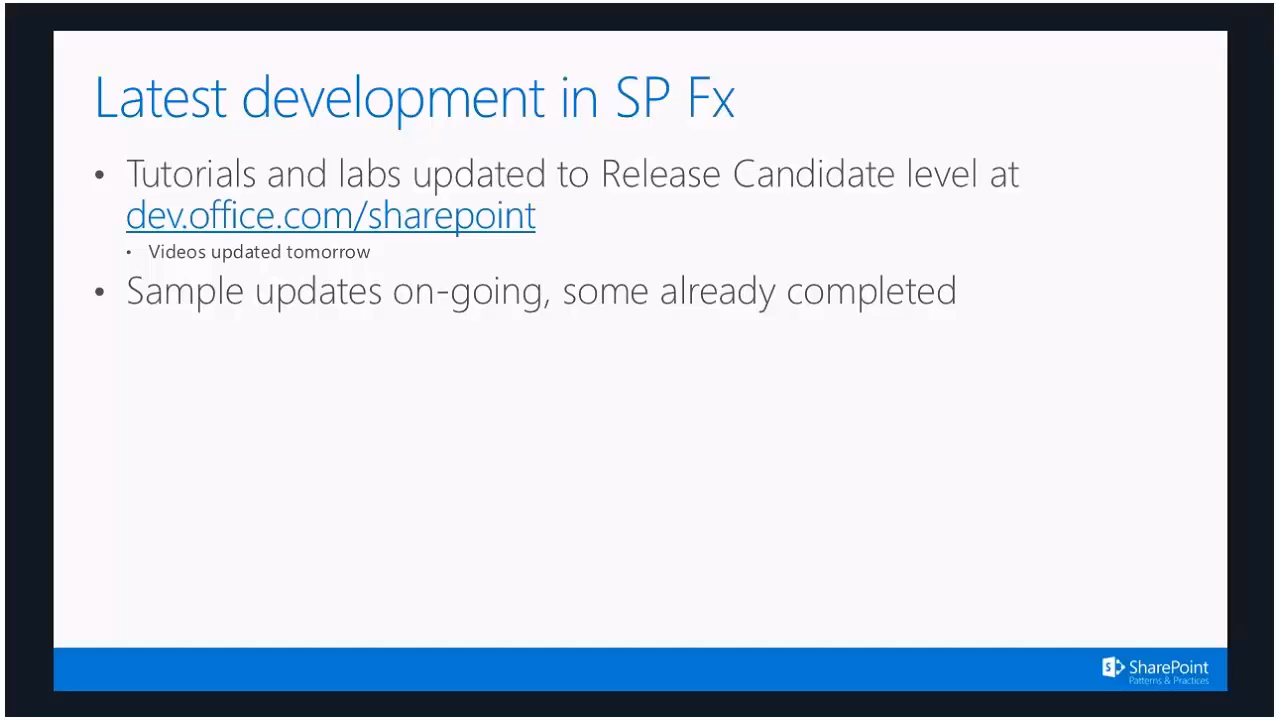 Latest development in SP Fx
• Tutorials and labs updated to Release Candidate level at
dev.office.com/sharepoint
• Videos updated tomorrow
• Sample updates on-going, some already completed
S SharePoint
Patterns & Practices